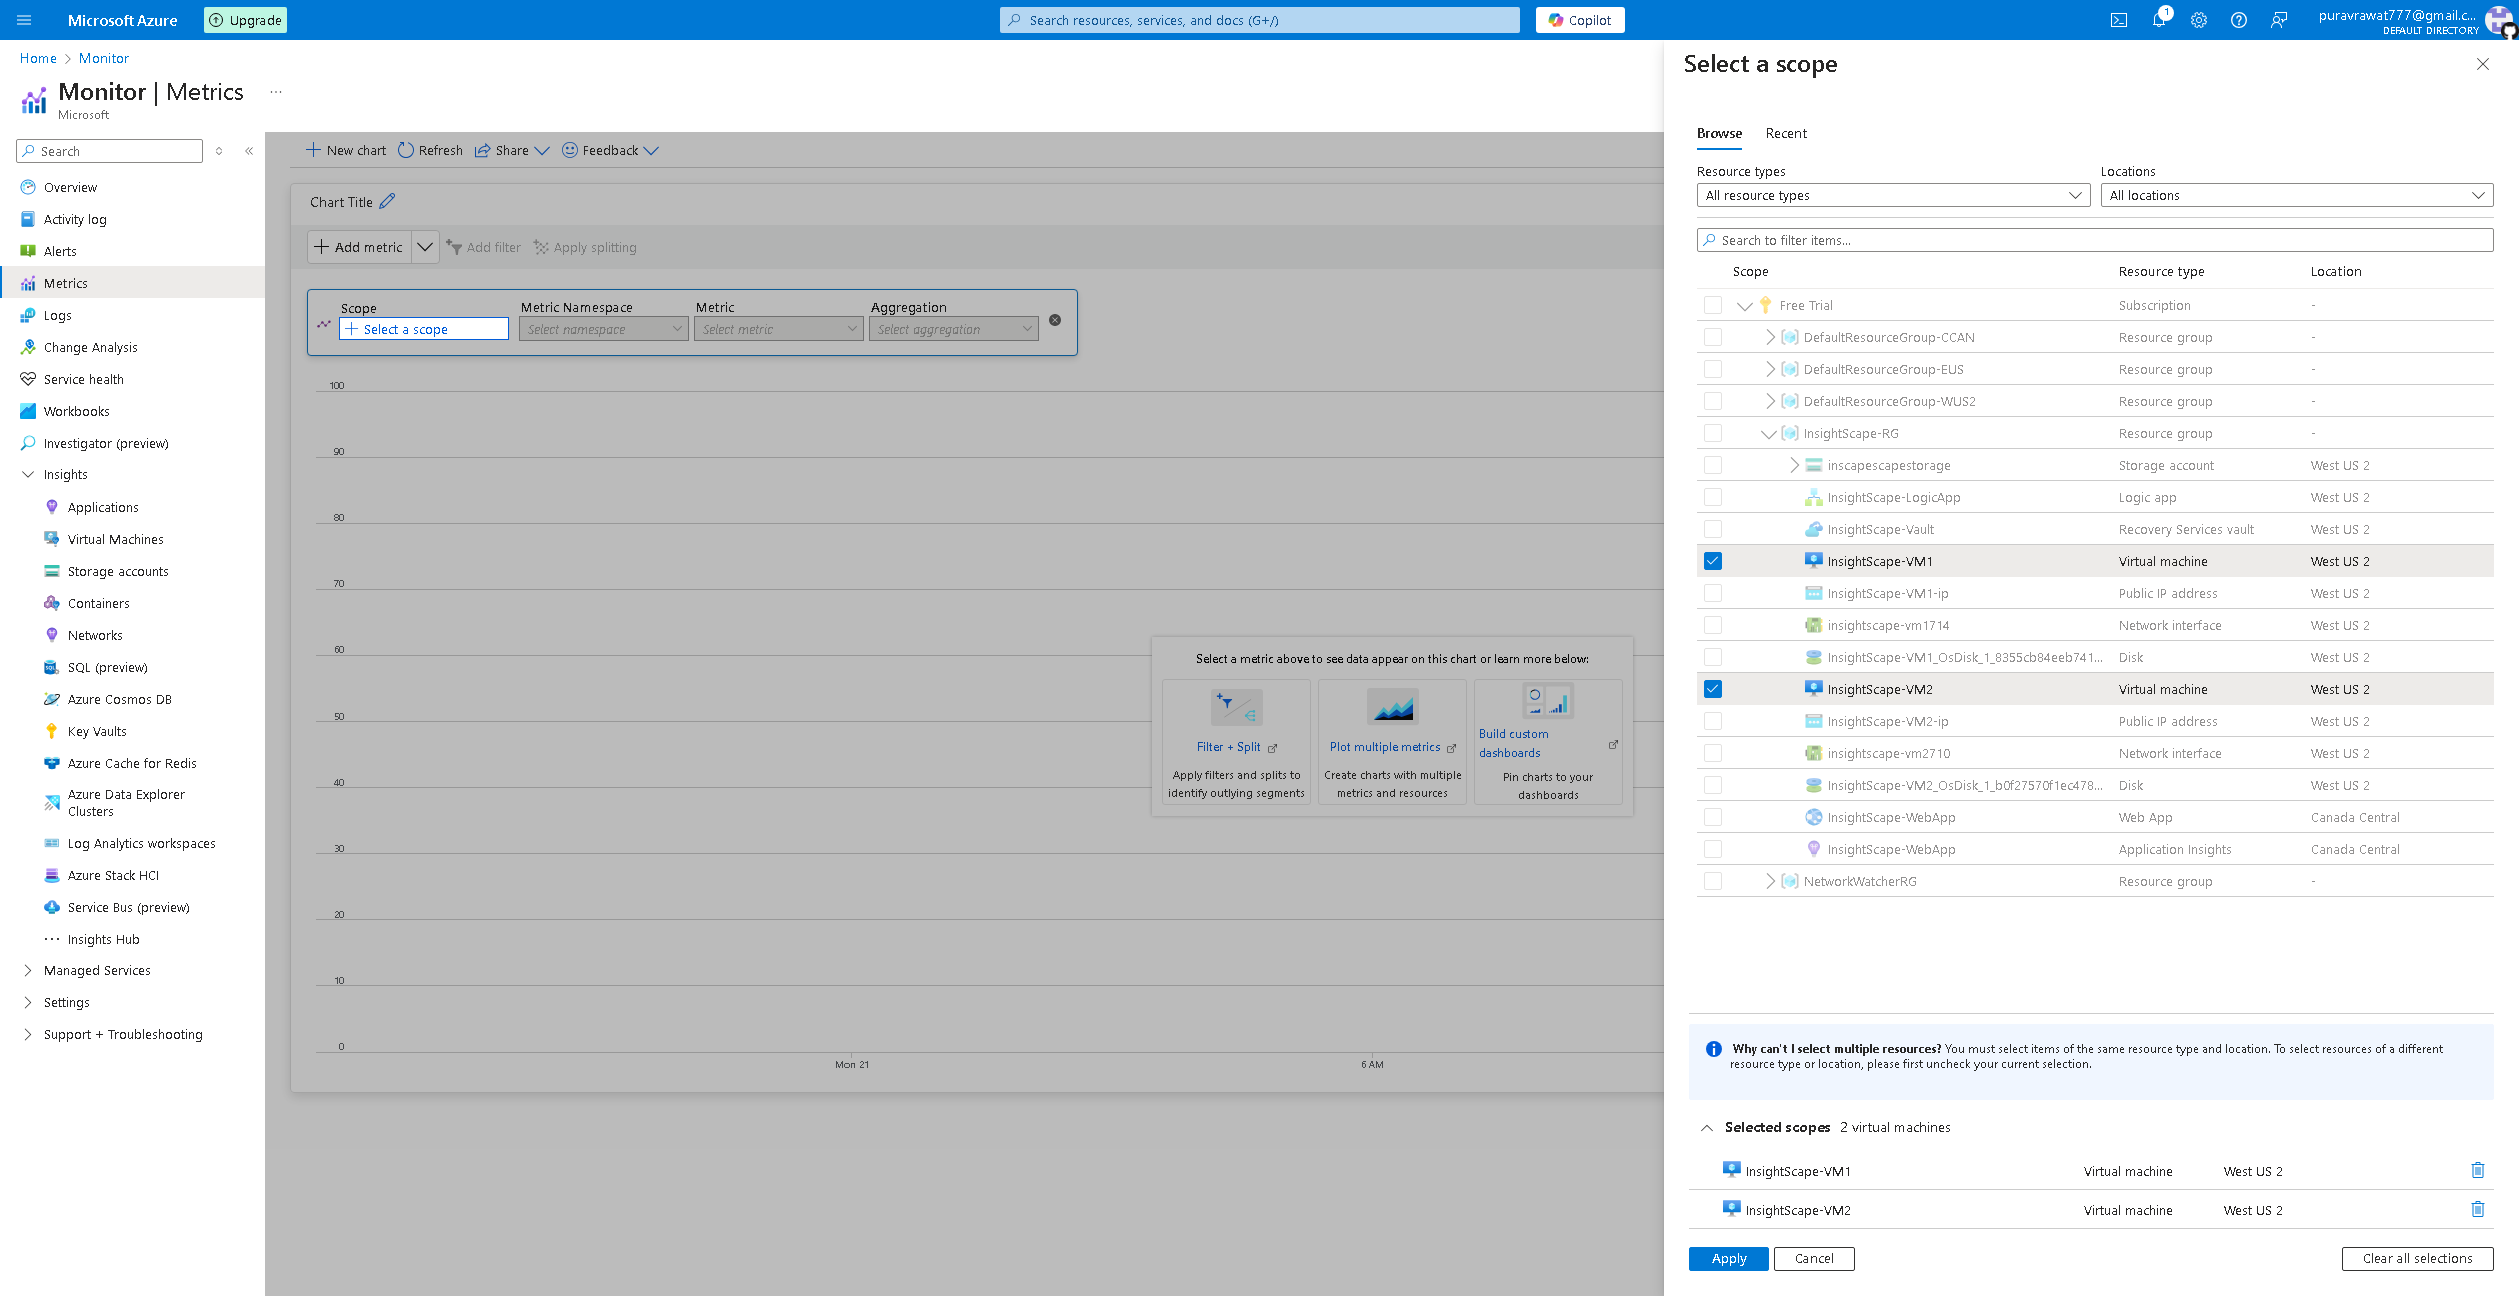 Microsoft Azure
Upgrade
Search resources, services, and docs (G+/)
Copilot
1
puravrawat777@gmail.c...
DEFAULT DIRECTORY
Home > Monitor
Monitor | Metrics
...
Microsoft
Search
Overview
Activity log
Alerts
Metrics
Logs
Change Analysis
Service health
Workbooks
Investigator (preview)
Insights
Applications
Virtual Machines
Storage accounts
Containers
Networks
SQL (preview)
Azure Cosmos DB
Key Vaults
Azure Cache for Redis
Azure Data Explorer
Clusters
Log Analytics workspaces
Azure Stack HCI
Service Bus (preview)
Insights Hub
Managed Services
Settings
Support + Troubleshooting
New chart Refresh Share Feedback
Chart Title
Add metric Add filter Apply splitting
Scope Metric Namespace Metric Aggregation
Select a scope Select namespace Select metric Select aggregation
100
90
80
70
60
50
40
30
20
10
0
Mon 21 6 AM
Select a metric above to see data appear on this chart or learn more below:
Filter + Split
Apply filters and splits to
identify outlying segments
Plot multiple metrics
Create charts with multiple
metrics and resources
Build custom
dashboards
Pin charts to your
dashboards
Select a scope
Browse Recent
Resource types Locations
All resource types All locations
Search to filter items...
Scope Resource type Location
Free Trial Subscription -
DefaultResourceGroup-CCAN Resource group -
DefaultResourceGroup-EUS Resource group -
DefaultResourceGroup-WUS2 Resource group -
InsightScape-RG Resource group -
inscapescapestorage Storage account West US 2
InsightScape-LogicApp Logic app West US 2
InsightScape-Vault Recovery Services vault West US 2
InsightScape-VM1 Virtual machine West US 2
InsightScape-VM1-ip Public IP address West US 2
insightscape-vm1714 Network interface West US 2
InsightScape-VM1_OsDisk_1_8355cb84eeb741... Disk West US 2
InsightScape-VM2 Virtual machine West US 2
InsightScape-VM2-ip Public IP address West US 2
insightscape-vm2710 Network interface West US 2
InsightScape-VM2_OsDisk_1_b0f27570f1ec478... Disk West US 2
InsightScape-WebApp Web App Canada Central
InsightScape-WebApp Application Insights Canada Central
NetworkWatcherRG Resource group -
Why can't I select multiple resources? You must select items of the same resource type and location. To select resources of a different
resource type or location, please first uncheck your current selection.
Selected scopes 2 virtual machines
InsightScape-VM1 Virtual machine West US 2
InsightScape-VM2 Virtual machine West US 2
Apply Cancel Clear all selections